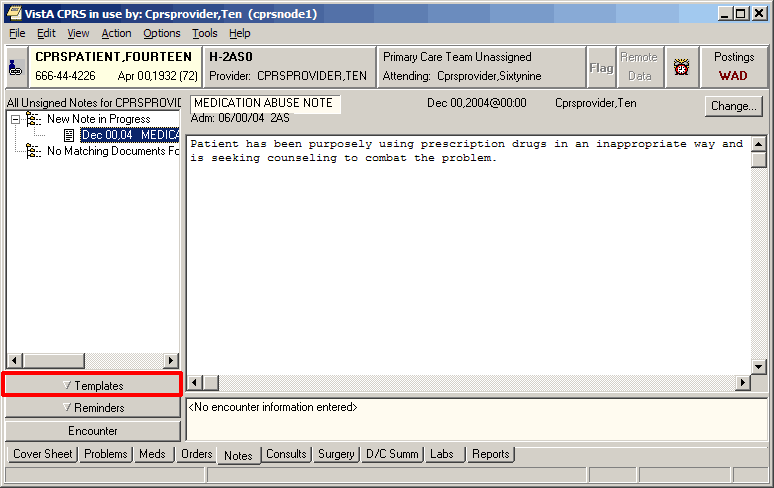 VistA CPRS in use by: Cprsprovider,Ten (cprsnode1)
File Edit View Action Options Tools Help
CPRSPATIENT,FOURTEEN H-2AS0 Primary Care Team Unassigned Flag Remote Data Postings
666-44-4226 Apr 00,1932 (72) Provider: CPRSPROVIDER,TEN Attending: Cprsprovider,Sixtynine WAD
All Unsigned Notes for CPRSPROVID MEDICATION ABUSE NOTE Dec 00,2004@00:00 Cprsprovider,Ten Change...
Adm: 06/00/04 2AS
New Note in Progress
Dec 00,04 MEDICA
No Matching Documents Fo
Patient has been purposely using prescription drugs in an inappropriate way and
is seeking counseling to combat the problem.
Templates
Reminders
Encounter
<No encounter information entered>
Cover Sheet Problems Meds Orders Notes Consults Surgery D/C Summ Labs Reports